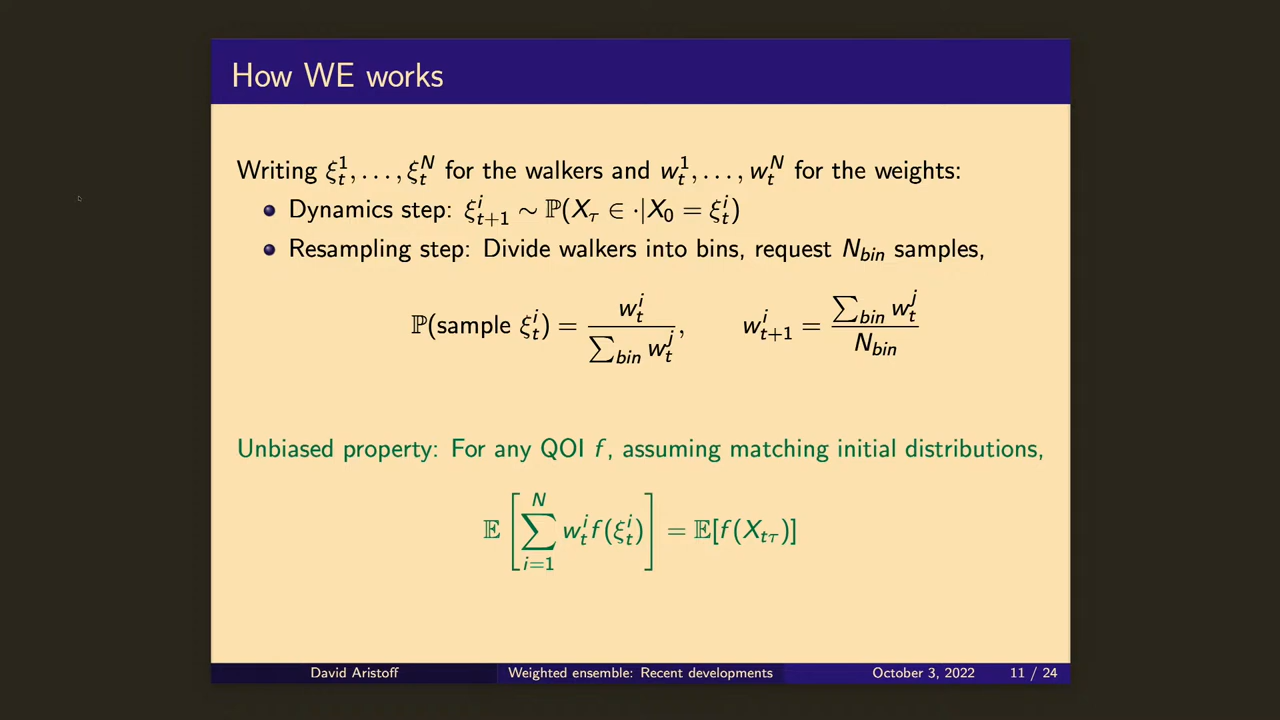 How WE works
Writing ξ_t^1, . . . , ξ_t^N for the walkers and w_t^1, . . . , w_t^N for the weights:
Dynamics step: ξ_{t+1}^i ∼ ℙ(X_τ ∈ ·|X_0 = ξ_t^i)
Resampling step: Divide walkers into bins, request N_bin samples,
ℙ(sample ξ_t^i) = w_t^i / ∑_bin w_t^j, w_{t+1}^i = ∑_bin w_t^j / N_bin
Unbiased property: For any QOI f, assuming matching initial distributions,
𝔼[∑_{i=1}^N w_t^i f(ξ_t^i)] = 𝔼[f(X_{tτ})]
David Aristoff Weighted ensemble: Recent developments October 3, 2022 11 / 24